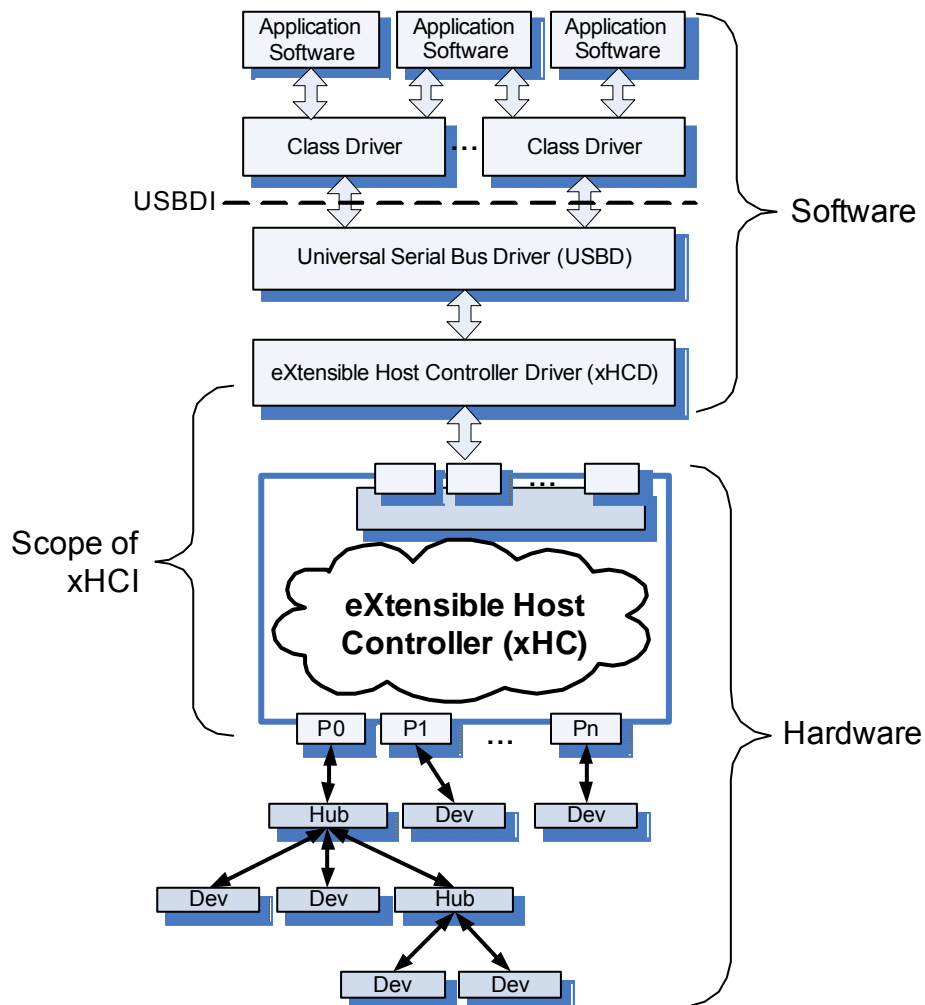 Application
Software
Application
Software
Application
Software
Class Driver
...
Class Driver
USBDI
Software
Universal Serial Bus Driver (USBD)
eXtensible Host Controller Driver (xHCD)
...
Scope of
xHCI
eXtensible Host
Controller (xHC)
P0
P1
...
Pn
Hardware
Hub
Dev
Dev
Dev
Dev
Hub
Dev
Dev